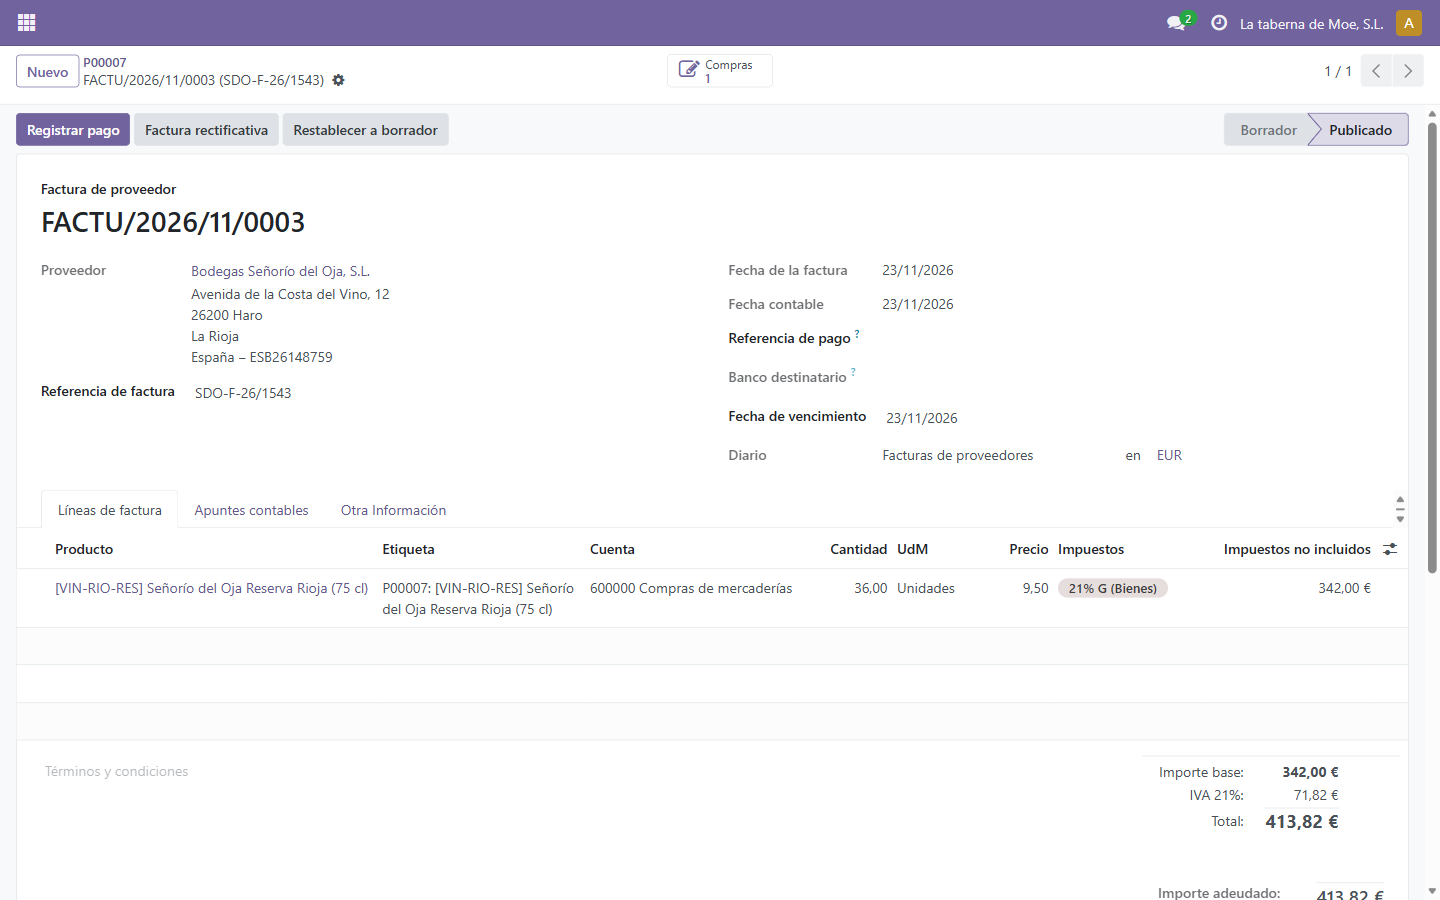 2
La taberna de Moe, S.L.
A
Nuevo
P00007
FACTU/2026/11/0003 (SDO-F-26/1543)
Compras
1
1 / 1
Registrar pago
Factura rectificativa
Restablecer a borrador
Borrador
Publicado
Factura de proveedor
FACTU/2026/11/0003
Proveedor
Bodegas Señorío del Oja, S.L.
Avenida de la Costa del Vino, 12
26200 Haro
La Rioja
España – ESB26148759
Referencia de factura
SDO-F-26/1543
Fecha de la factura
23/11/2026
Fecha contable
23/11/2026
Referencia de pago ?
Banco destinatario ?
Fecha de vencimiento
23/11/2026
Diario
Facturas de proveedores
en
EUR
Líneas de factura
Apuntes contables
Otra Información
Producto
Etiqueta
Cuenta
Cantidad
UdM
Precio
Impuestos
Impuestos no incluidos
[VIN-RIO-RES] Señorío del Oja Reserva Rioja (75 cl)
P00007: [VIN-RIO-RES] Señorío
del Oja Reserva Rioja (75 cl)
600000 Compras de mercaderías
36,00
Unidades
9,50
21% G (Bienes)
342,00 €
Términos y condiciones
Importe base:
342,00 €
IVA 21%:
71,82 €
Total:
413,82 €
Importe adeudado:
413,82 €